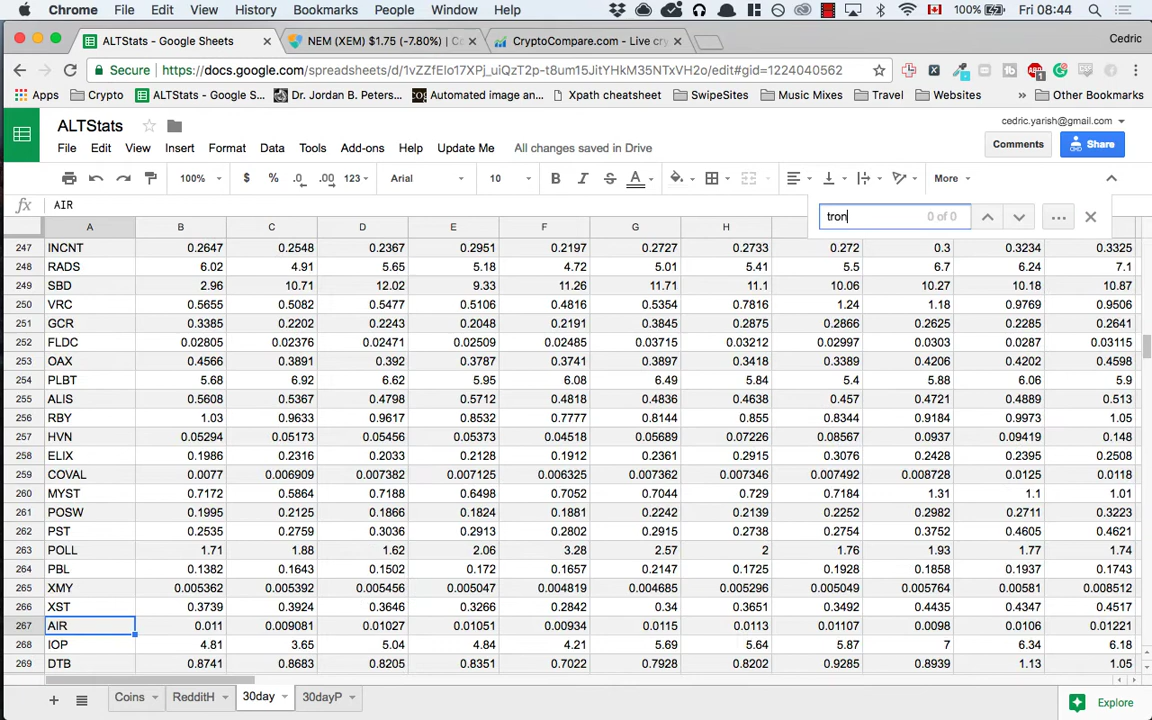 Chrome File Edit View History Bookmarks People Window Help 100% Fri 08:44
ALTStats - Google Sheets NEM (XEM) $1.75 (-7.80%) | Co CryptoCompare.com - Live cry Cedric
Secure https://docs.google.com/spreadsheets/d/1vZZfElo17Xpj_uiQzT2p-t8um15JitYHkM35NTxVH2o/edit#gid=1224040562
Apps Crypto ALTStats - Google S... Dr. Jordan B. Peters... Automated image an... Xpath cheatsheet SwipeSites Music Mixes Travel Websites » Other Bookmarks
ALTStats cedric.yarish@gmail.com
File Edit View Insert Format Data Tools Add-ons Help Update Me All changes saved in Drive Comments Share
100% $ % .0 .00 123 Arial 10 B I S A More
fx AIR tron 0 of 0
A B C D E F G H
247 INCNT 0.2647 0.2548 0.2367 0.2951 0.2197 0.2727 0.2733 0.272 0.3 0.3234 0.3325
248 RADS 6.02 4.91 5.65 5.18 4.72 5.01 5.41 5.5 6.7 6.24 7.1
249 SBD 2.96 10.71 12.02 9.33 11.26 11.71 11.1 10.06 10.27 10.18 10.87
250 VRC 0.5655 0.5082 0.5477 0.5106 0.4816 0.5354 0.7816 1.24 1.18 0.9769 0.9506
251 GCR 0.3385 0.2202 0.2243 0.2048 0.2191 0.3845 0.2875 0.2866 0.2625 0.2285 0.2641
252 FLDC 0.02805 0.02376 0.02471 0.02509 0.02485 0.03715 0.03212 0.02997 0.0303 0.0287 0.03115
253 OAX 0.4566 0.3891 0.392 0.3787 0.3741 0.3897 0.3418 0.3389 0.4206 0.4202 0.4598
254 PLBT 5.68 6.92 6.62 5.95 6.08 6.49 5.84 5.4 5.88 6.06 5.9
255 ALIS 0.5608 0.5367 0.4798 0.5712 0.4818 0.4836 0.4638 0.457 0.4721 0.4889 0.513
256 RBY 1.03 0.9633 0.9617 0.8532 0.7777 0.8144 0.855 0.8344 0.9184 0.9973 1.05
257 HVN 0.05294 0.05173 0.05456 0.05373 0.04518 0.05689 0.07226 0.08567 0.0937 0.09419 0.148
258 ELIX 0.1986 0.2316 0.2033 0.2128 0.1912 0.2361 0.2915 0.3076 0.2428 0.2395 0.2508
259 COVAL 0.0077 0.006909 0.007382 0.007125 0.006325 0.007362 0.007346 0.007492 0.008728 0.0125 0.0118
260 MYST 0.7172 0.5864 0.7188 0.6498 0.7052 0.7044 0.729 0.7184 1.31 1.1 1.01
261 POSW 0.1995 0.2125 0.1866 0.1824 0.1881 0.2242 0.2139 0.2252 0.2982 0.2711 0.3223
262 PST 0.2535 0.2759 0.3036 0.2913 0.2802 0.2915 0.2738 0.2754 0.3752 0.4605 0.4621
263 POLL 1.71 1.88 1.62 2.06 3.28 2.57 2 1.76 1.93 1.77 1.74
264 PBL 0.1382 0.1643 0.1502 0.172 0.1657 0.2147 0.1725 0.1928 0.1858 0.1937 0.1743
265 XMY 0.005362 0.005392 0.005456 0.005047 0.004819 0.004685 0.005296 0.005049 0.005764 0.00581 0.008512
266 XST 0.3739 0.3924 0.3646 0.3266 0.2842 0.34 0.3651 0.3492 0.4435 0.4347 0.4517
267 AIR 0.011 0.009081 0.01027 0.01051 0.00934 0.0115 0.0113 0.01107 0.0098 0.0106 0.01221
268 IOP 4.81 3.65 5.04 4.84 4.21 5.69 5.64 5.87 7 6.34 6.18
269 DTB 0.8741 0.8683 0.8205 0.8351 0.7022 0.7928 0.8202 0.9285 0.8939 1.13 1.05
Coins RedditH 30day 30dayP Explore